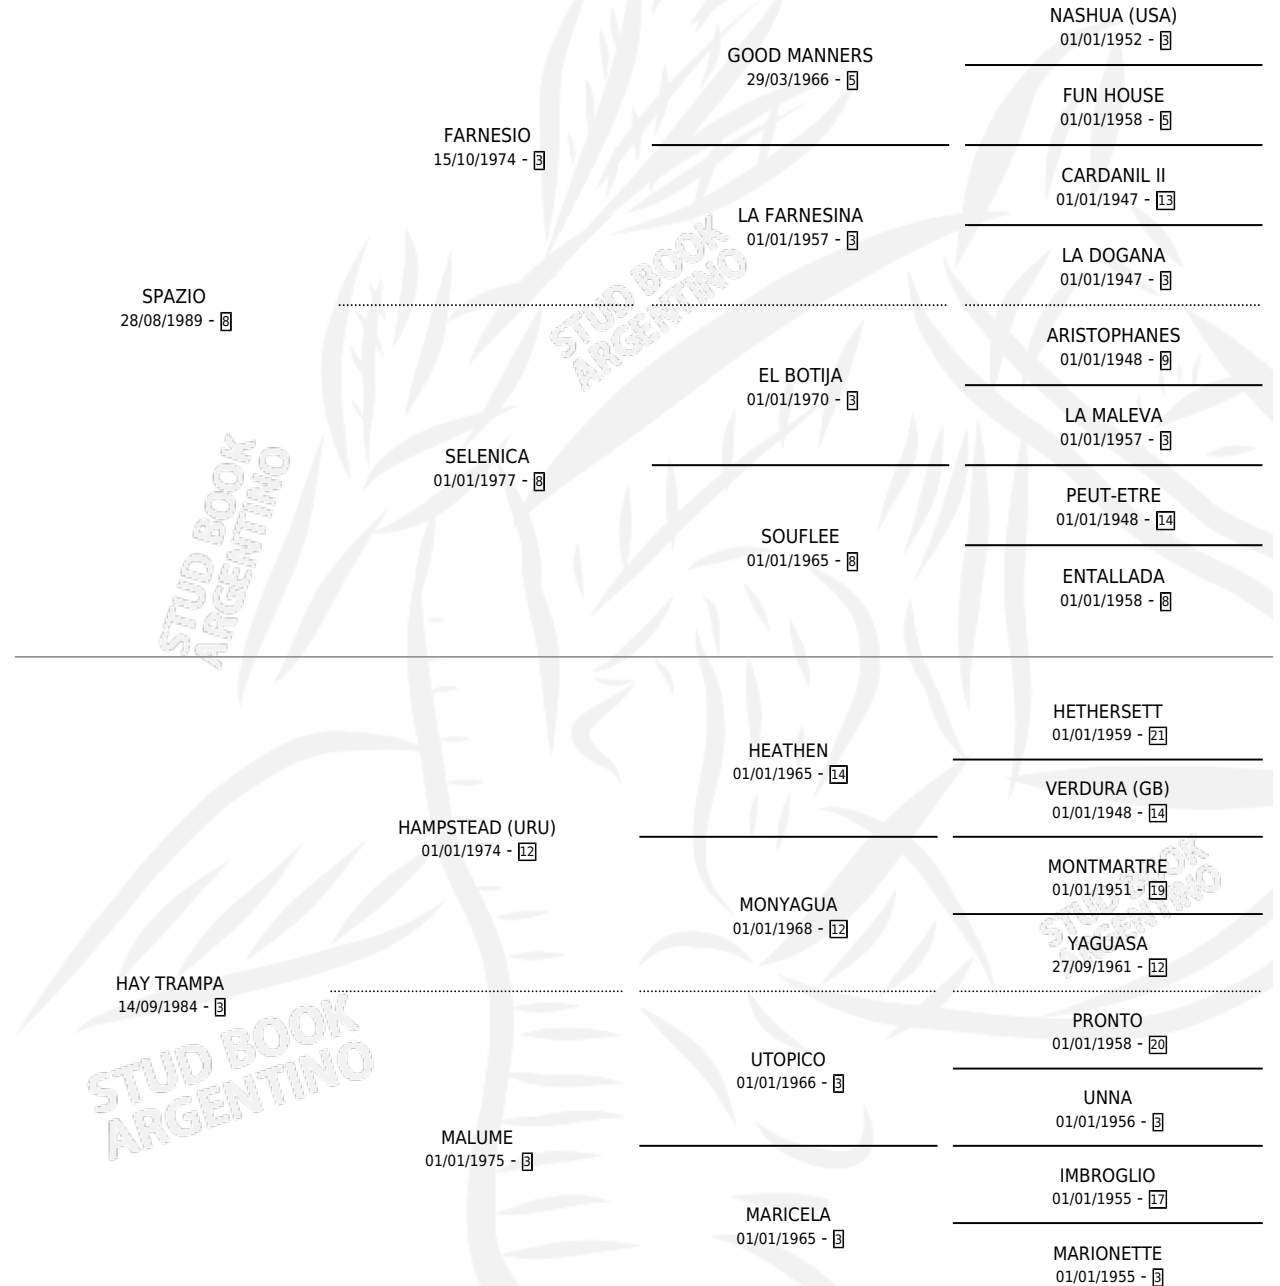 NASHUA (USA)
01/01/1952 - 3
GOOD MANNERS
29/03/1966 - 5
FUN HOUSE
01/01/1958 - 5
FARNESIO
15/10/1974 - 3
CARDANIL II
01/01/1947 - 13
LA FARNESINA
01/01/1957 - 3
LA DOGANA
01/01/1947 - 3
SPAZIO
28/08/1989 - 8
ARISTOPHANES
01/01/1948 - 9
EL BOTIJA
01/01/1970 - 3
LA MALEVA
01/01/1957 - 3
SELENICA
01/01/1977 - 8
PEUT-ETRE
01/01/1948 - 14
SOUFLEE
01/01/1965 - 8
ENTALLADA
01/01/1958 - 8
HETHERSETT
01/01/1959 - 21
HEATHEN
01/01/1965 - 14
VERDURA (GB)
01/01/1948 - 14
HAMPSTEAD (URU)
01/01/1974 - 12
MONTMARTRE
01/01/1951 - 19
MONYAGUA
01/01/1968 - 12
YAGUASA
27/09/1961 - 12
HAY TRAMPA
14/09/1984 - 3
PRONTO
01/01/1958 - 20
UTOPICO
01/01/1966 - 3
UNNA
01/01/1956 - 3
MALUME
01/01/1975 - 3
IMBROGLIO
01/01/1955 - 17
MARICELA
01/01/1965 - 3
MARIONETTE
01/01/1955 - 3
STUD BOOK
ARGENTINO
STUD BOOK
ARGENTINO
STUD BOOK
ARGENTINO
STUD BOOK
ARGENTINO